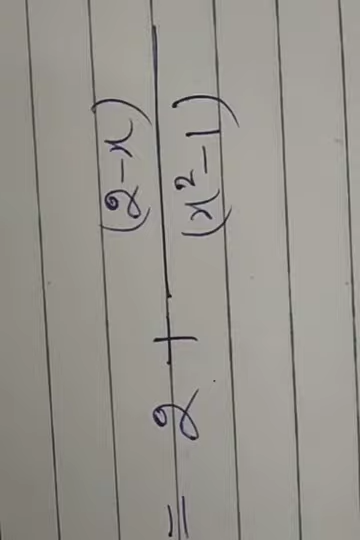 = 2 + (2-x) / (x²-1)